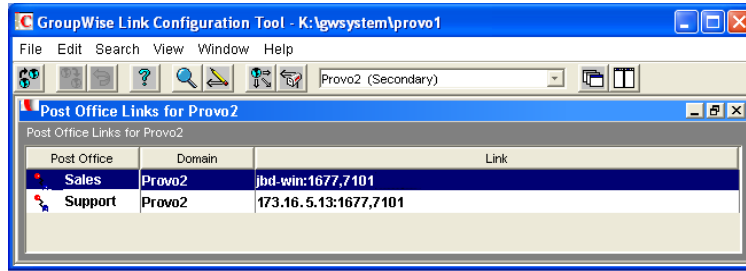 GroupWise Link Configuration Tool - K:\gwsystem\provo1
File Edit Search View Window Help
Provo2 (Secondary)
Post Office Links for Provo2
Post Office Links for Provo2
Post Office Domain Link
Sales Provo2 jbd-win:1677,7101
Support Provo2 173.16.5.13:1677,7101